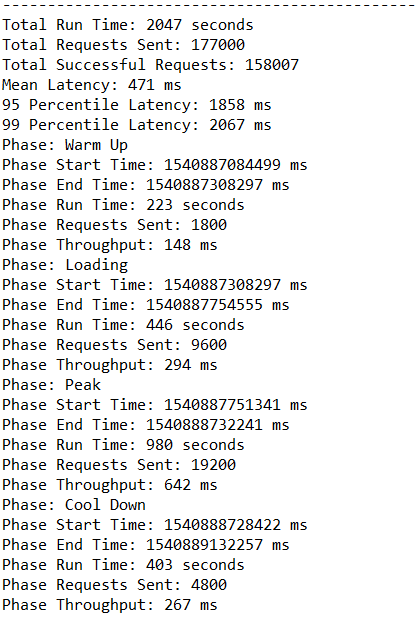 ----------------------------------------------
Total Run Time: 2047 seconds
Total Requests Sent: 177000
Total Successful Requests: 158007
Mean Latency: 471 ms
95 Percentile Latency: 1858 ms
99 Percentile Latency: 2067 ms
Phase: Warm Up
Phase Start Time: 1540887084499 ms
Phase End Time: 1540887308297 ms
Phase Run Time: 223 seconds
Phase Requests Sent: 1800
Phase Throughput: 148 ms
Phase: Loading
Phase Start Time: 1540887308297 ms
Phase End Time: 1540887754555 ms
Phase Run Time: 446 seconds
Phase Requests Sent: 9600
Phase Throughput: 294 ms
Phase: Peak
Phase Start Time: 1540887751341 ms
Phase End Time: 1540888732241 ms
Phase Run Time: 980 seconds
Phase Requests Sent: 19200
Phase Throughput: 642 ms
Phase: Cool Down
Phase Start Time: 1540888728422 ms
Phase End Time: 1540889132257 ms
Phase Run Time: 403 seconds
Phase Requests Sent: 4800
Phase Throughput: 267 ms